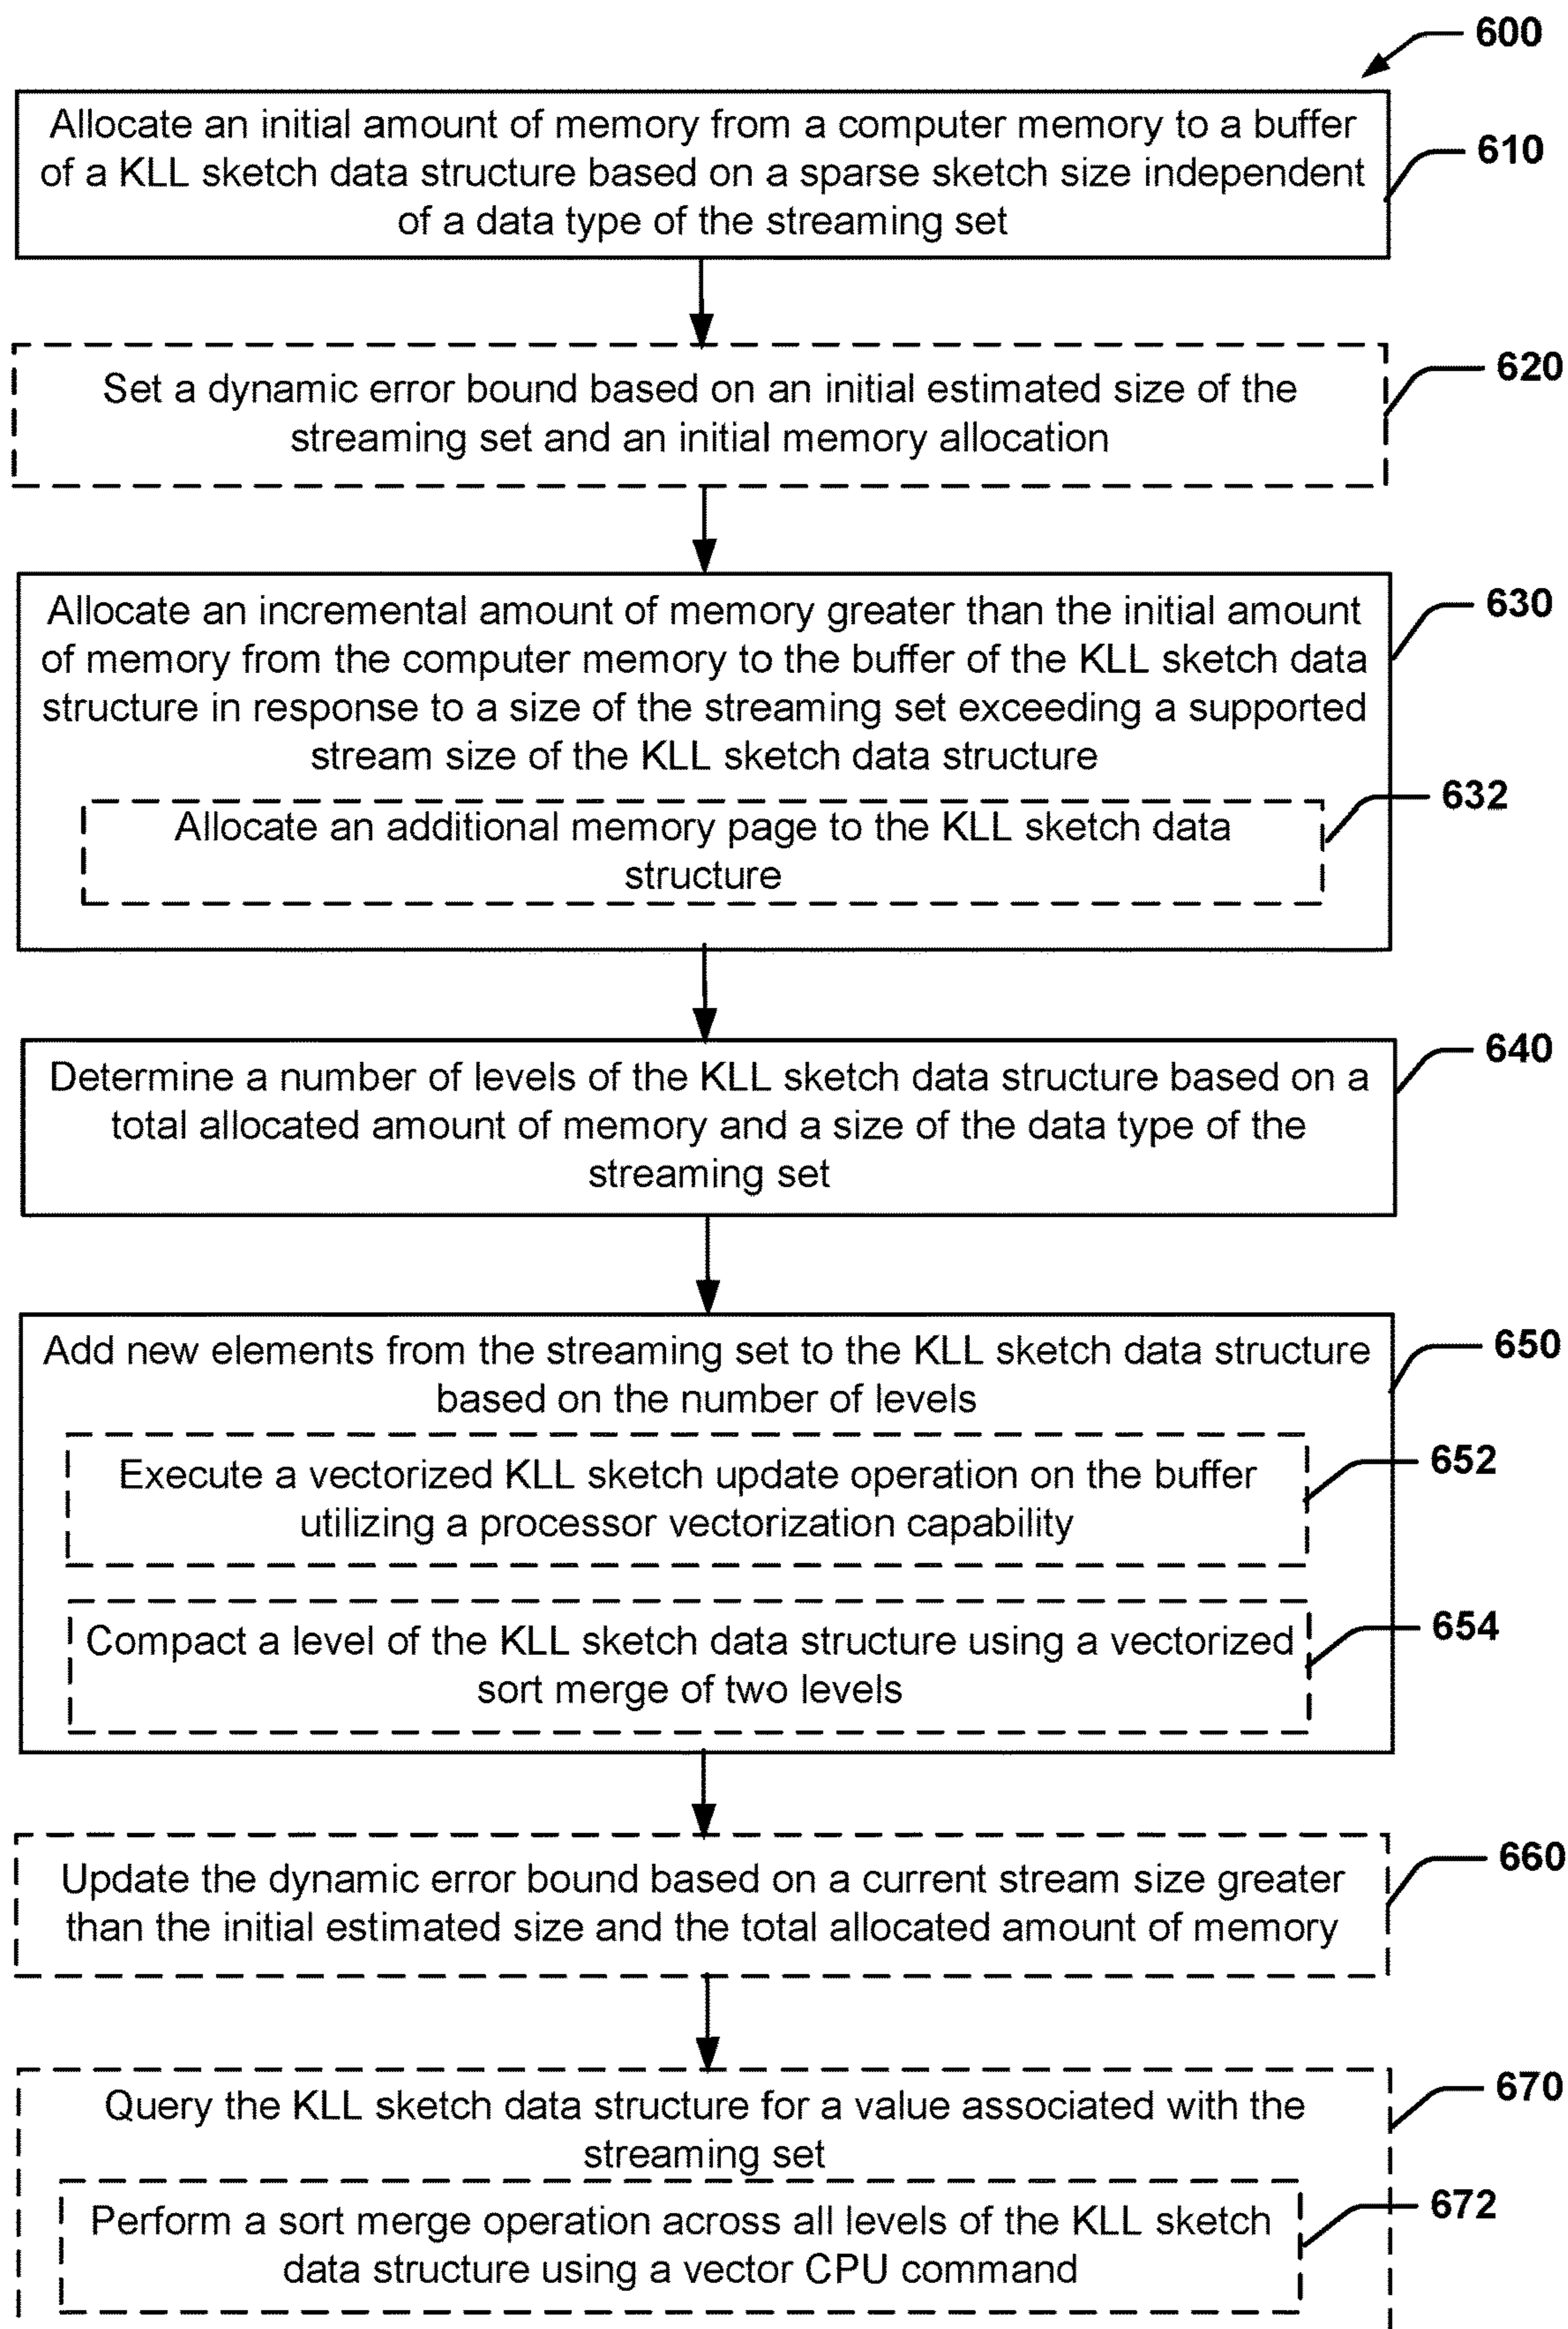 600
Allocate an initial amount of memory from a computer memory to a buffer
of a KLL sketch data structure based on a sparse sketch size independent
of a data type of the streaming set
610
Set a dynamic error bound based on an initial estimated size of the
streaming set and an initial memory allocation
620
Allocate an incremental amount of memory greater than the initial amount
of memory from the computer memory to the buffer of the KLL sketch data
structure in response to a size of the streaming set exceeding a supported
stream size of the KLL sketch data structure
630
Allocate an additional memory page to the KLL sketch data
structure
632
Determine a number of levels of the KLL sketch data structure based on a
total allocated amount of memory and a size of the data type of the
streaming set
640
Add new elements from the streaming set to the KLL sketch data structure
based on the number of levels
650
Execute a vectorized KLL sketch update operation on the buffer
utilizing a processor vectorization capability
652
Compact a level of the KLL sketch data structure using a vectorized
sort merge of two levels
654
Update the dynamic error bound based on a current stream size greater
than the initial estimated size and the total allocated amount of memory
660
Query the KLL sketch data structure for a value associated with the
streaming set
670
Perform a sort merge operation across all levels of the KLL sketch
data structure using a vector CPU command
672